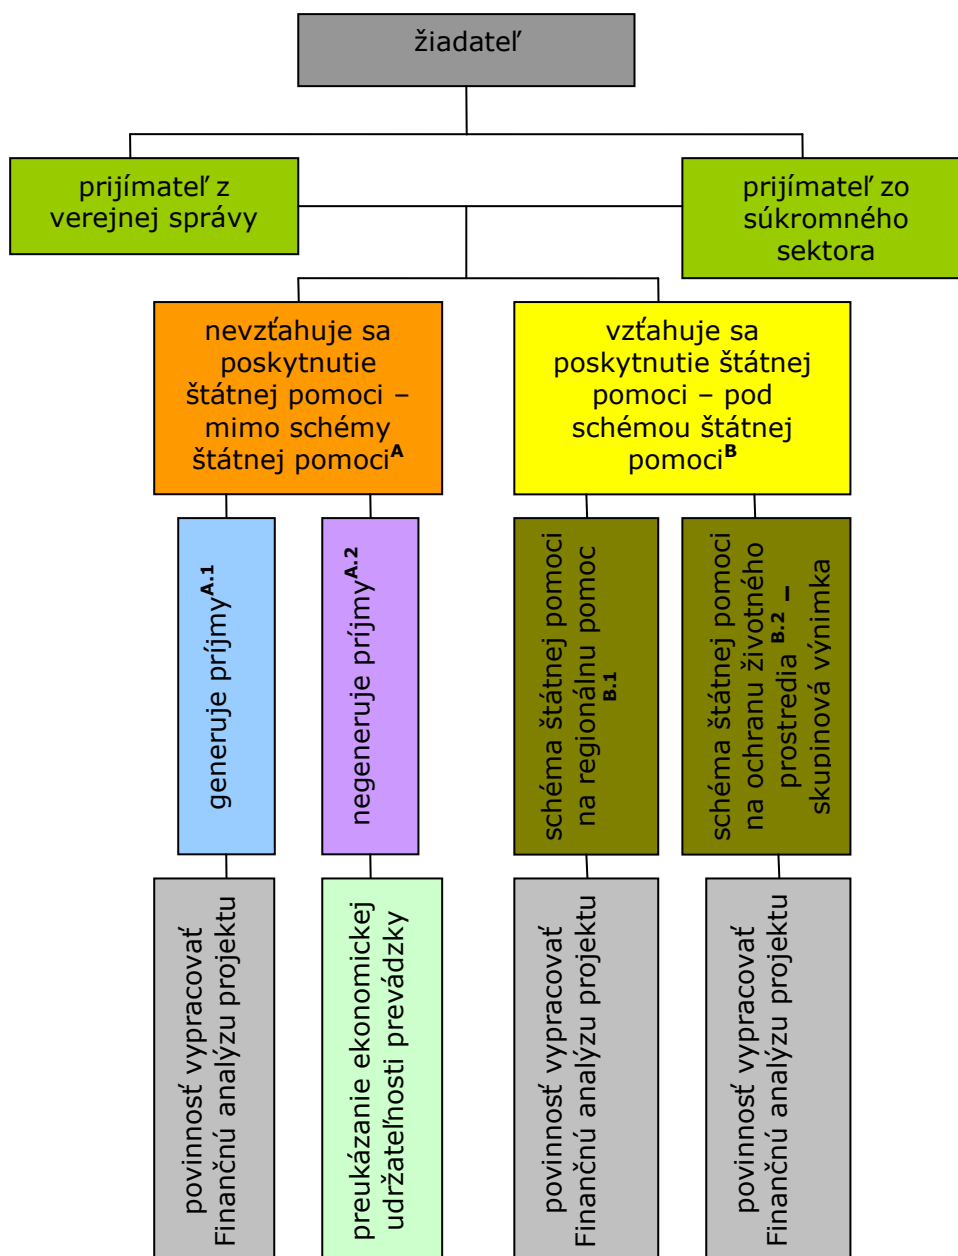 žiadateľ
prijímateľ z
verejnej správy
prijímateľ zo
súkromného
sektora
nevzťahuje sa
poskytnutie
štátnej pomoci –
mimo schémy
štátnej pomoci^A
vzťahuje sa
poskytnutie štátnej
pomoci – pod
schémou štátnej
pomoci^B
generuje príjmy^A.1
negeneruje príjmy^A.2
schéma štátnej pomoci
na regionálnu pomoc
B.1
schéma štátnej pomoci
na ochranu životného
prostredia^B.2 –
skupinová výnimka
povinnosť vypracovať
Finančnú analýzu projektu
preukázanie ekonomickej
udržateľnosti prevádzky
povinnosť vypracovať
Finančnú analýzu projektu
povinnosť vypracovať
Finančnú analýzu projektu